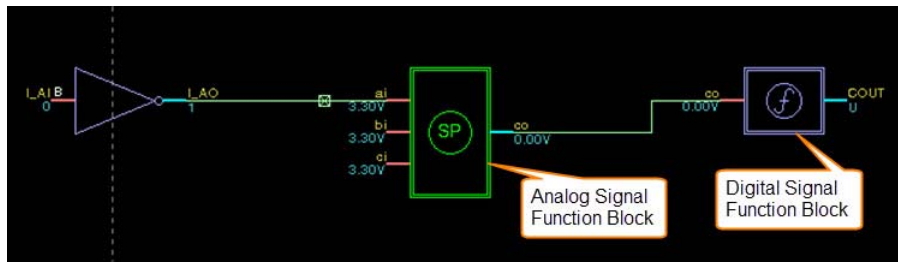 I_AI B
0
I_AO
1
ai
3.30V
bi
3.30V
ci
3.30V
SP
co
0.00V
co
0.00V
f
COUT
U
Analog Signal
Function Block
Digital Signal
Function Block